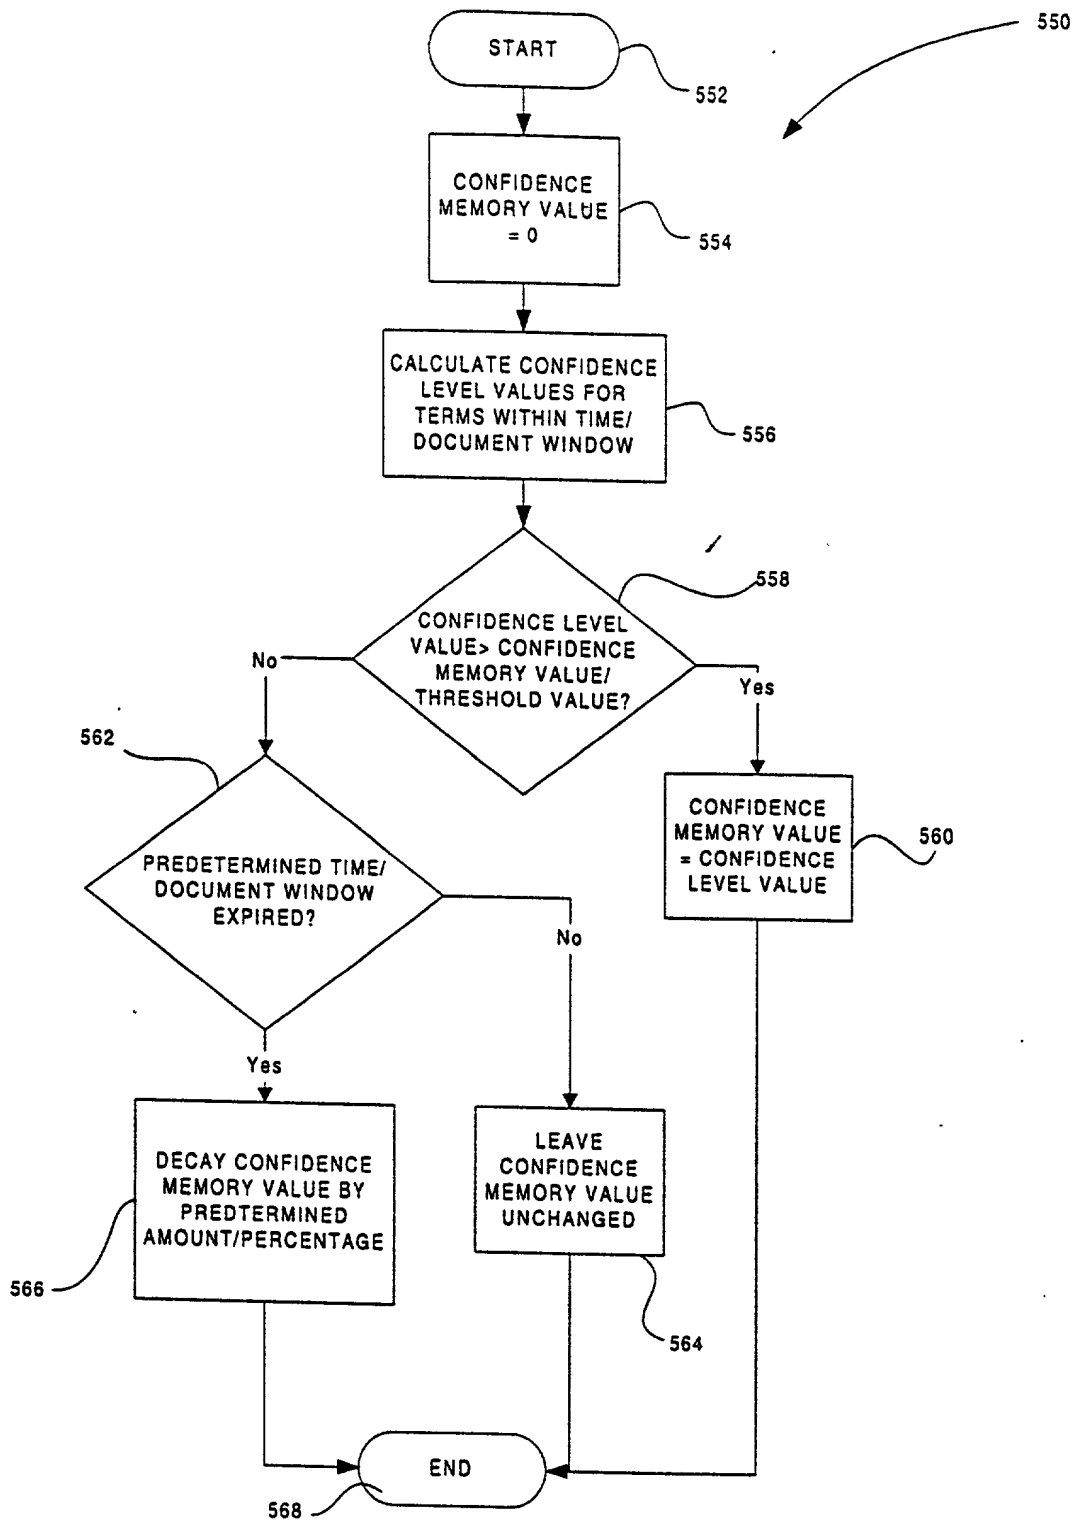 550
START
552
CONFIDENCE
MEMORY VALUE
= 0
554
CALCULATE CONFIDENCE
LEVEL VALUES FOR
TERMS WITHIN TIME/
DOCUMENT WINDOW
556
558
CONFIDENCE LEVEL
VALUE> CONFIDENCE
MEMORY VALUE/
THRESHOLD VALUE?
No
Yes
562
PREDETERMINED TIME/
DOCUMENT WINDOW
EXPIRED?
CONFIDENCE
MEMORY VALUE
= CONFIDENCE
LEVEL VALUE
560
No
Yes
DECAY CONFIDENCE
MEMORY VALUE BY
PREDTERMINED
AMOUNT/PERCENTAGE
566
LEAVE
CONFIDENCE
MEMORY VALUE
UNCHANGED
564
END
568